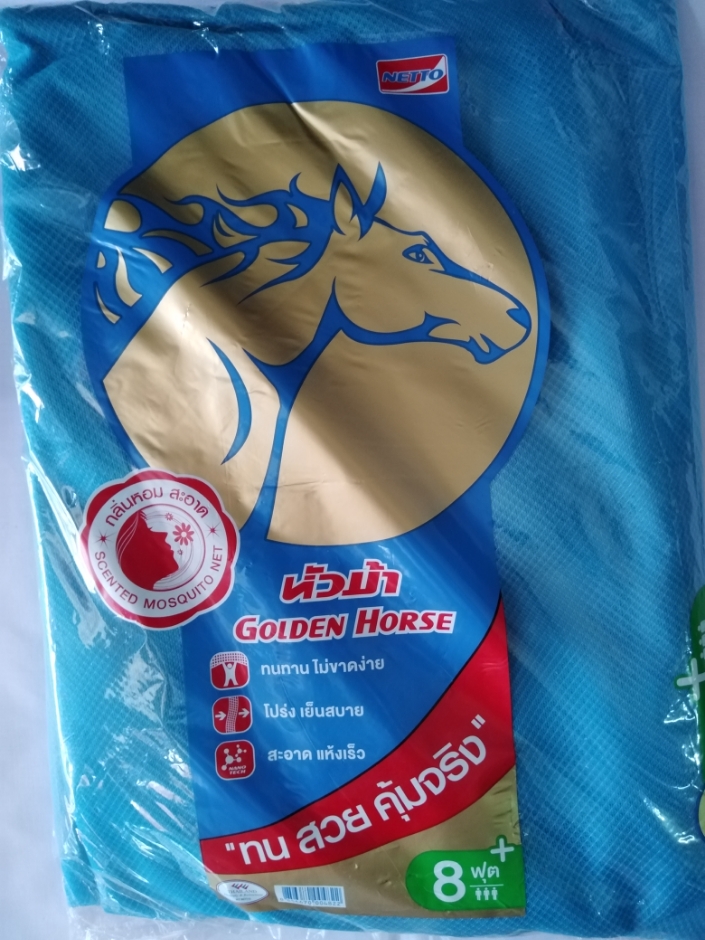 NETTO
กลิ่นหอม สะอาด
SCENTED MOSQUITO NET
หัวม้า
GOLDEN HORSE
ทนทาน ไม่ขาดง่าย
โปร่ง เย็นสบาย
สะอาด แห้งเร็ว
NANO
TECH
"ทน สวย คุ้มจริง"
8 ฟุต
+